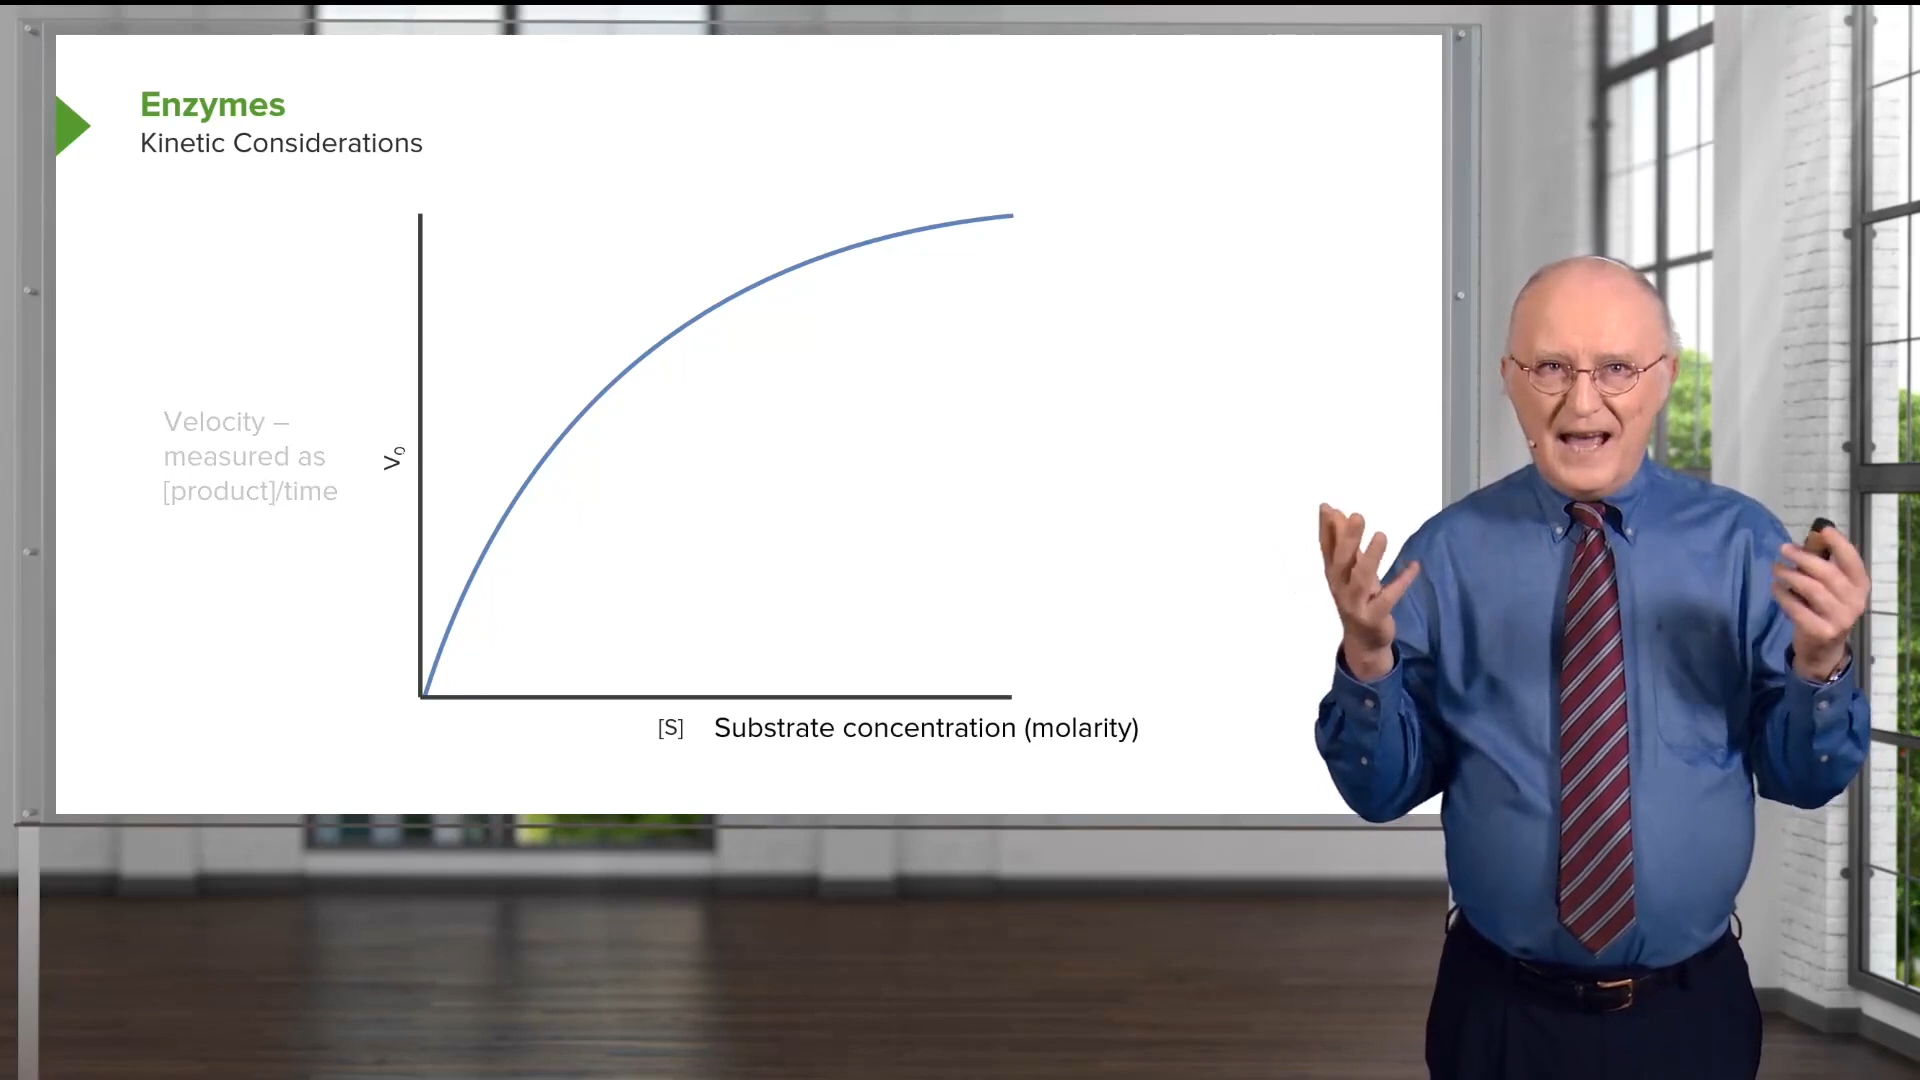 Enzymes
Kinetic Considerations
Velocity –
measured as
[product]/time
V₀
[S] Substrate concentration (molarity)